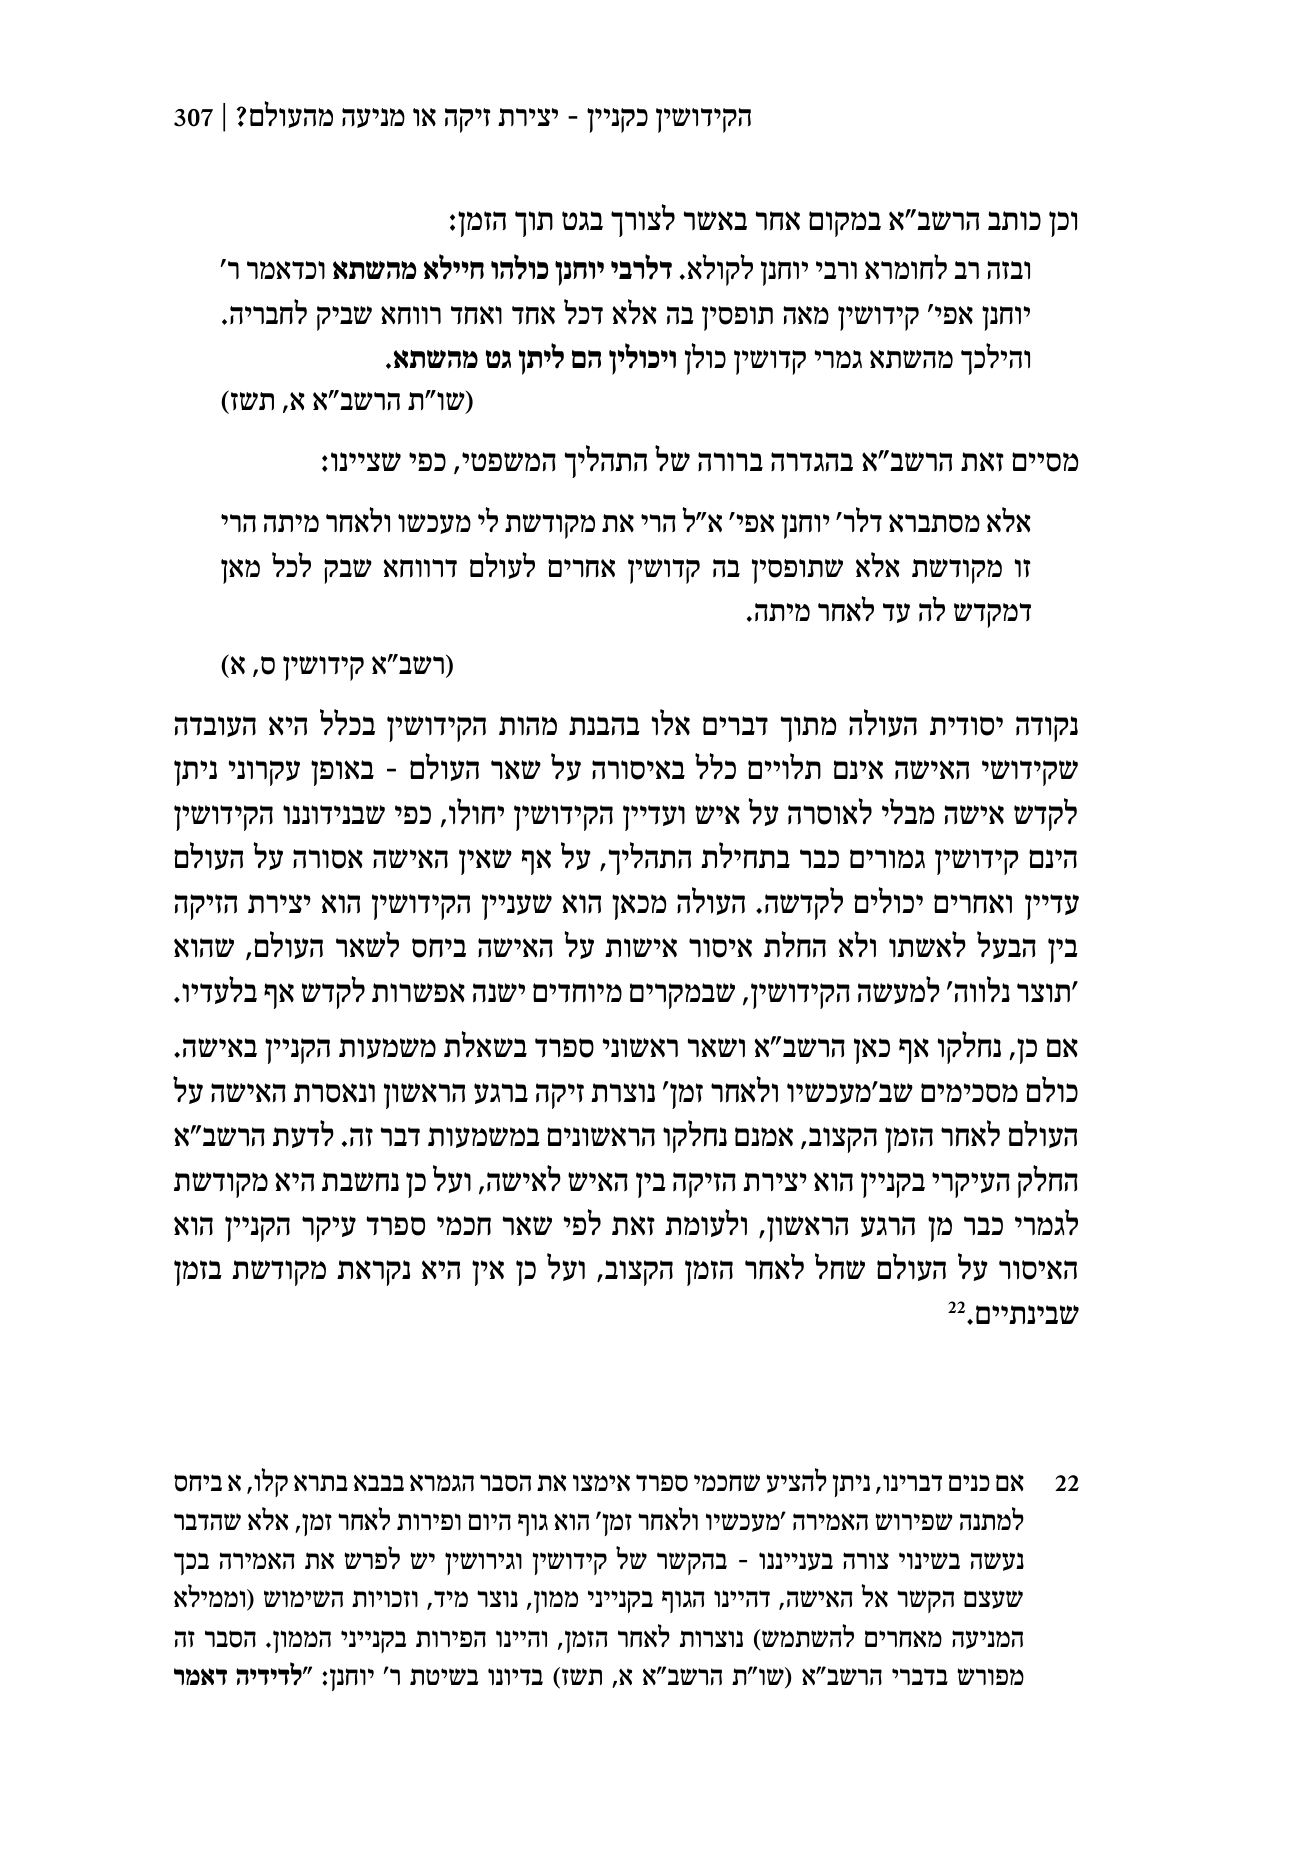 הקידושין כקניין - יצירת זיקה או מניעה מהעולם? | 307
וכן כותב הרשב"א במקום אחר באשר לצורך בגט תוך הזמן:
ובזה רב לחומרא ורבי יוחנן לקולא. דלרבי יוחנן כולהו חיילא מהשתא וכדאמר ר'
יוחנן אפי' קידושין מאה תופסין בה אלא דכל אחד ואחד רווחא שביק לחבריה.
והילכך מהשתא גמרי קדושין כולן ויכולין הם ליתן גט מהשתא.
(שו"ת הרשב"א א, תשז)
מסיים זאת הרשב"א בהגדרה ברורה של התהליך המשפטי, כפי שציינו:
אלא מסתברא דלר' יוחנן אפי' א"ל הרי את מקודשת לי מעכשו ולאחר מיתה הרי
זו מקודשת אלא שתופסין בה קדושין אחרים לעולם דרווחא שבק לכל מאן
דמקדש לה עד לאחר מיתה.
(רשב"א קידושין ס, א)
נקודה יסודית העולה מתוך דברים אלו בהבנת מהות הקידושין בכלל היא העובדה
שקידושי האישה אינם תלויים כלל באיסורה על שאר העולם - באופן עקרוני ניתן
לקדש אישה מבלי לאוסרה על איש ועדיין הקידושין יחולו, כפי שבנידוננו הקידושין
הינם קידושין גמורים כבר בתחילת התהליך, על אף שאין האישה אסורה על העולם
עדיין ואחרים יכולים לקדשה. העולה מכאן הוא שעניין הקידושין הוא יצירת הזיקה
בין הבעל לאשתו ולא החלת איסור אישות על האישה ביחס לשאר העולם, שהוא
'תוצר נלווה' למעשה הקידושין, שבמקרים מיוחדים ישנה אפשרות לקדש אף בלעדיו.
אם כן, נחלקו אף כאן הרשב"א ושאר ראשוני ספרד בשאלת משמעות הקניין באישה.
כולם מסכימים שב'מעכשיו ולאחר זמן' נוצרת זיקה ברגע הראשון ונאסרת האישה על
העולם לאחר הזמן הקצוב, אמנם נחלקו הראשונים במשמעות דבר זה. לדעת הרשב"א
החלק העיקרי בקניין הוא יצירת הזיקה בין האיש לאישה, ועל כן נחשבת היא מקודשת
לגמרי כבר מן הרגע הראשון, ולעומת זאת לפי שאר חכמי ספרד עיקר הקניין הוא
האיסור על העולם שחל לאחר הזמן הקצוב, ועל כן אין היא נקראת מקודשת בזמן
שבינתיים.22
22 אם כנים דברינו, ניתן להציע שחכמי ספרד אימצו את הסבר הגמרא בבבא בתרא קלו, א ביחס
למתנה שפירוש האמירה 'מעכשיו ולאחר זמן' הוא גוף היום ופירות לאחר זמן, אלא שהדבר
נעשה בשינוי צורה בענייננו - בהקשר של קידושין וגירושין יש לפרש את האמירה בכך
שעצם הקשר אל האישה, דהיינו הגוף בקנייני ממון, נוצר מיד, וזכויות השימוש (וממילא
המניעה מאחרים להשתמש) נוצרות לאחר הזמן, והיינו הפירות בקנייני הממון. הסבר זה
מפורש בדברי הרשב"א (שו"ת הרשב"א א, תשז) בדיונו בשיטת ר' יוחנן: "לדידיה דאמר